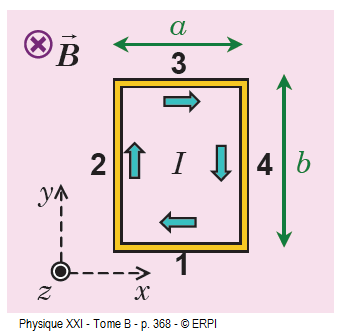 a
B
3
2
I
4
b
y
1
z
x
Physique XXI - Tome B - p. 368 - © ERPI